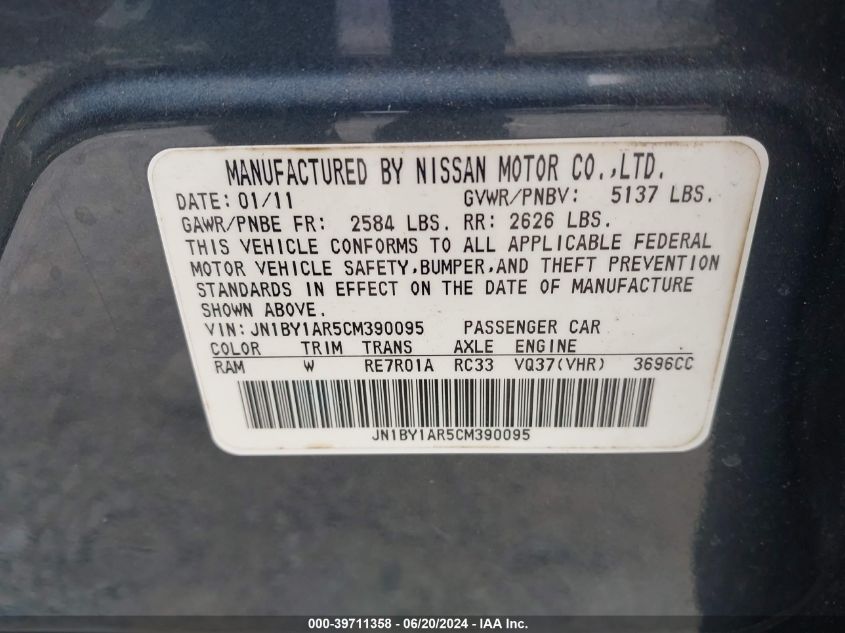 MANUFACTURED BY NISSAN MOTOR CO.,LTD.
DATE: 01/11 GVWR/PNBV: 5137 LBS.
GAWR/PNBE FR: 2584 LBS. RR: 2626 LBS.
THIS VEHICLE CONFORMS TO ALL APPLICABLE FEDERAL
MOTOR VEHICLE SAFETY,BUMPER,AND THEFT PREVENTION
STANDARDS IN EFFECT ON THE DATE OF MANUFACTURE
SHOWN ABOVE.
VIN: JN1BY1AR5CM390095 PASSENGER CAR
COLOR TRIM TRANS AXLE ENGINE
RAM W RE7R01A RC33 VQ37(VHR) 3696CC
JN1BY1AR5CM390095
000-39711358 - 06/20/2024 - IAA Inc.